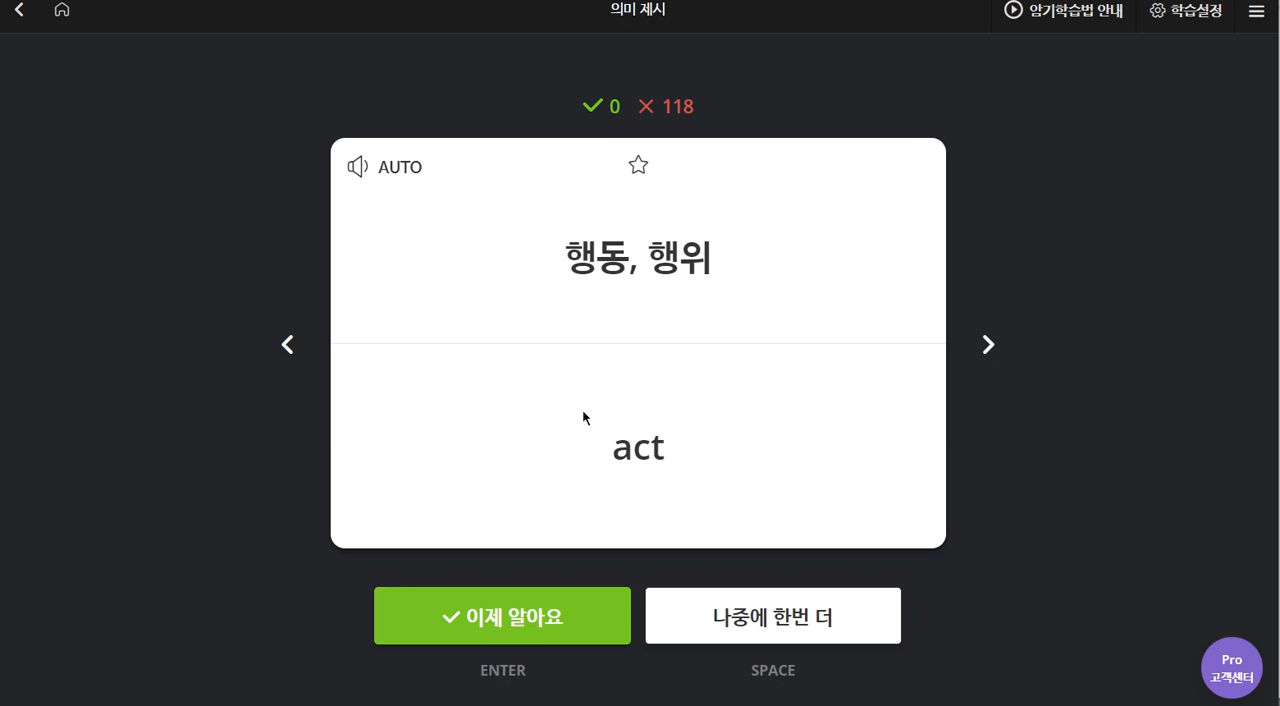 의미 제시
암기학습법 안내
학습설정
0
118
AUTO
행동, 행위
act
이제 알아요
나중에 한번 더
ENTER
SPACE
Pro
고객센터